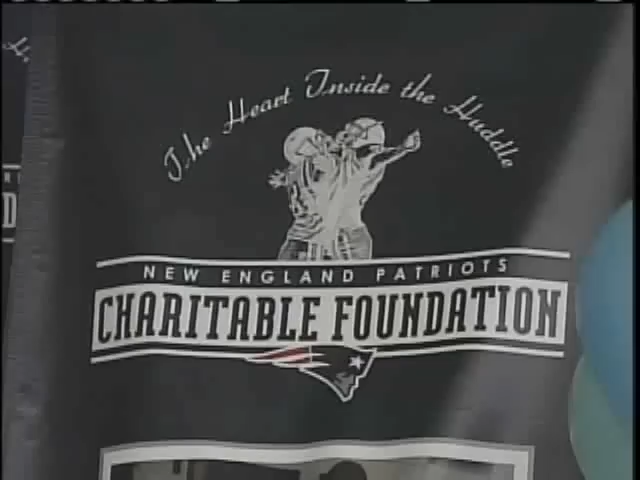 The Heart Inside the Huddle
NEW ENGLAND PATRIOTS
CHARITABLE FOUNDATION